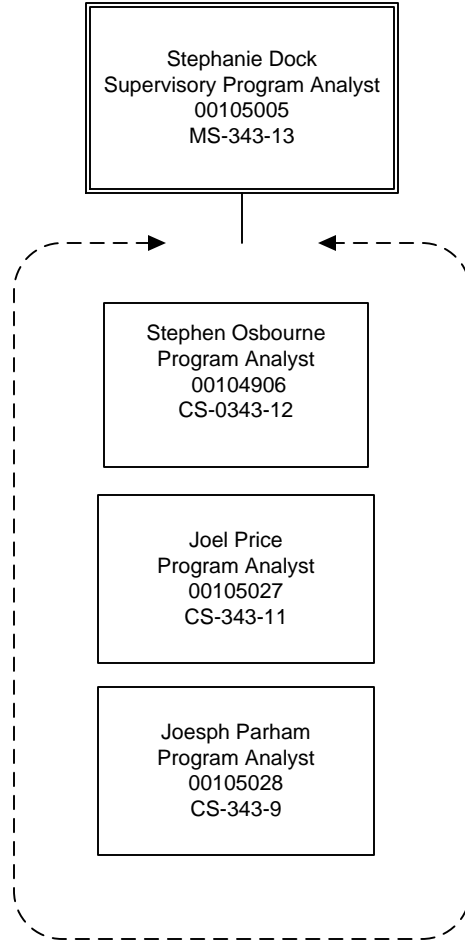 Stephanie Dock
Supervisory Program Analyst
00105005
MS-343-13
Stephen Osbourne
Program Analyst
00104906
CS-0343-12
Joel Price
Program Analyst
00105027
CS-343-11
Joesph Parham
Program Analyst
00105028
CS-343-9